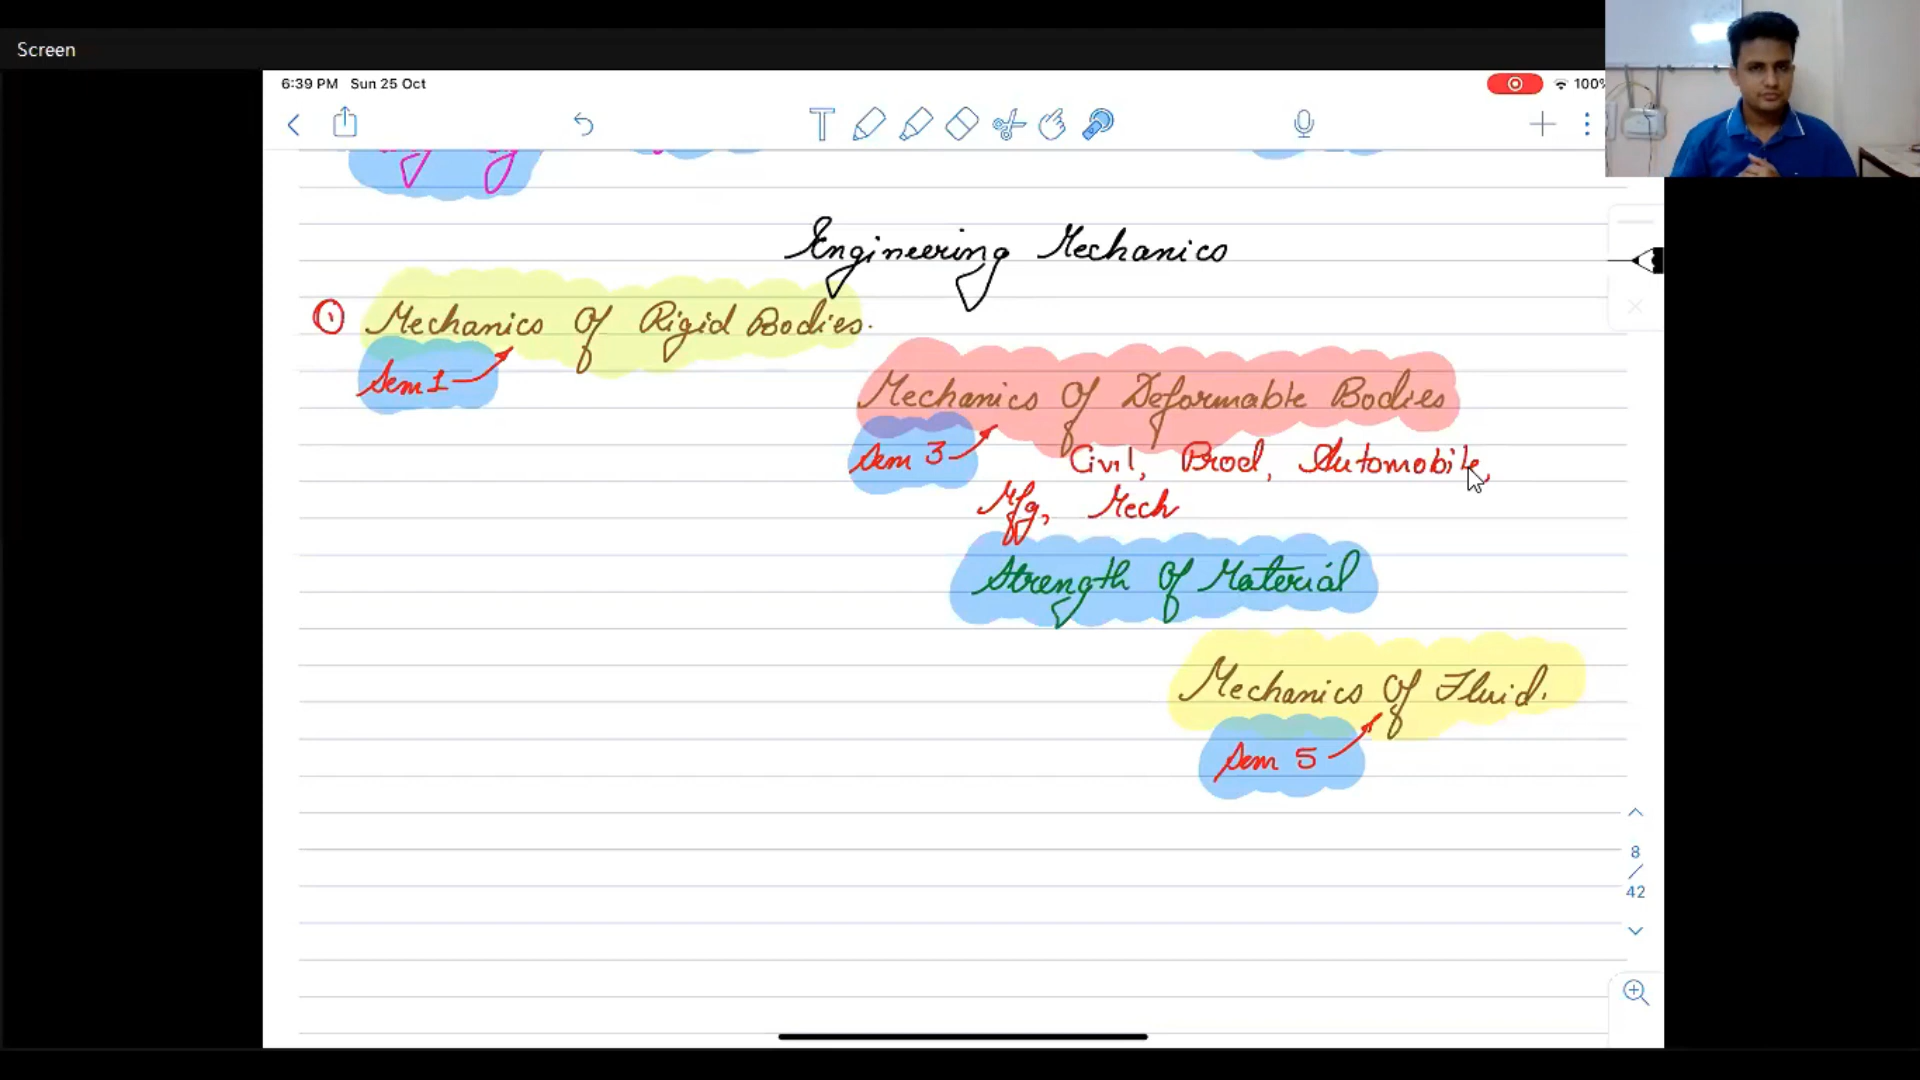 Screen
6:39 PM Sun 25 Oct
100%
Engineering Mechanics
① Mechanics Of Rigid Bodies.
Sem 1
Mechanics Of Deformable Bodies
Sem 3 Civil, Prod, Automobile,
Mfg, Mech
Strength Of Material
Mechanics Of Fluid.
Sem 5
8
/
42